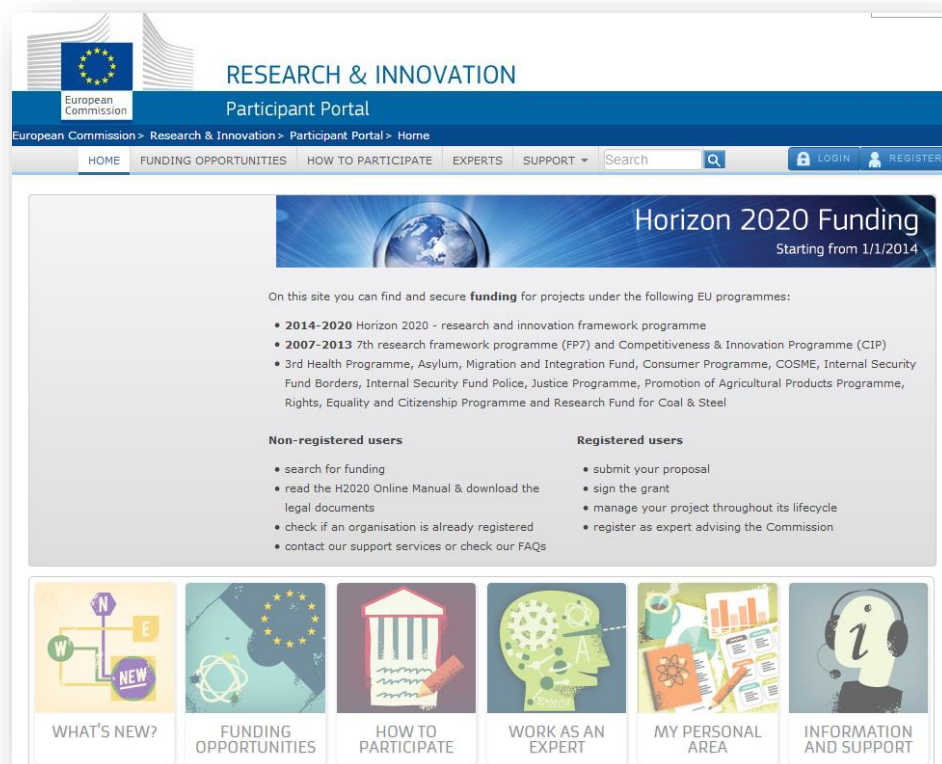 European
Commission
RESEARCH & INNOVATION
Participant Portal
European Commission > Research & Innovation > Participant Portal > Home
HOME FUNDING OPPORTUNITIES HOW TO PARTICIPATE EXPERTS SUPPORT Search LOGIN REGISTER
Horizon 2020 Funding
Starting from 1/1/2014
On this site you can find and secure funding for projects under the following EU programmes:
• 2014-2020 Horizon 2020 - research and innovation framework programme
• 2007-2013 7th research framework programme (FP7) and Competitiveness & Innovation Programme (CIP)
• 3rd Health Programme, Asylum, Migration and Integration Fund, Consumer Programme, COSME, Internal Security
Fund Borders, Internal Security Fund Police, Justice Programme, Promotion of Agricultural Products Programme,
Rights, Equality and Citizenship Programme and Research Fund for Coal & Steel
Non-registered users
• search for funding
• read the H2020 Online Manual & download the
legal documents
• check if an organisation is already registered
• contact our support services or check our FAQs
Registered users
• submit your proposal
• sign the grant
• manage your project throughout its lifecycle
• register as expert advising the Commission
N
W
E
NEW
A
i
WHAT'S NEW?
FUNDING
OPPORTUNITIES
HOW TO
PARTICIPATE
WORK AS AN
EXPERT
MY PERSONAL
AREA
INFORMATION
AND SUPPORT